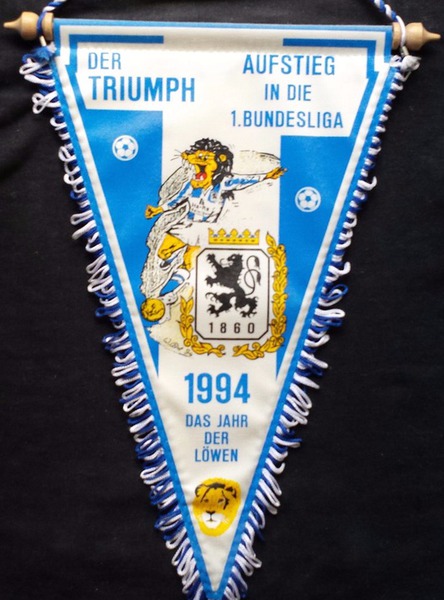 DER
TRIUMPH
AUFSTIEG
IN DIE
1.BUNDESLIGA
1860
1994
DAS JAHR
DER
LÖWEN